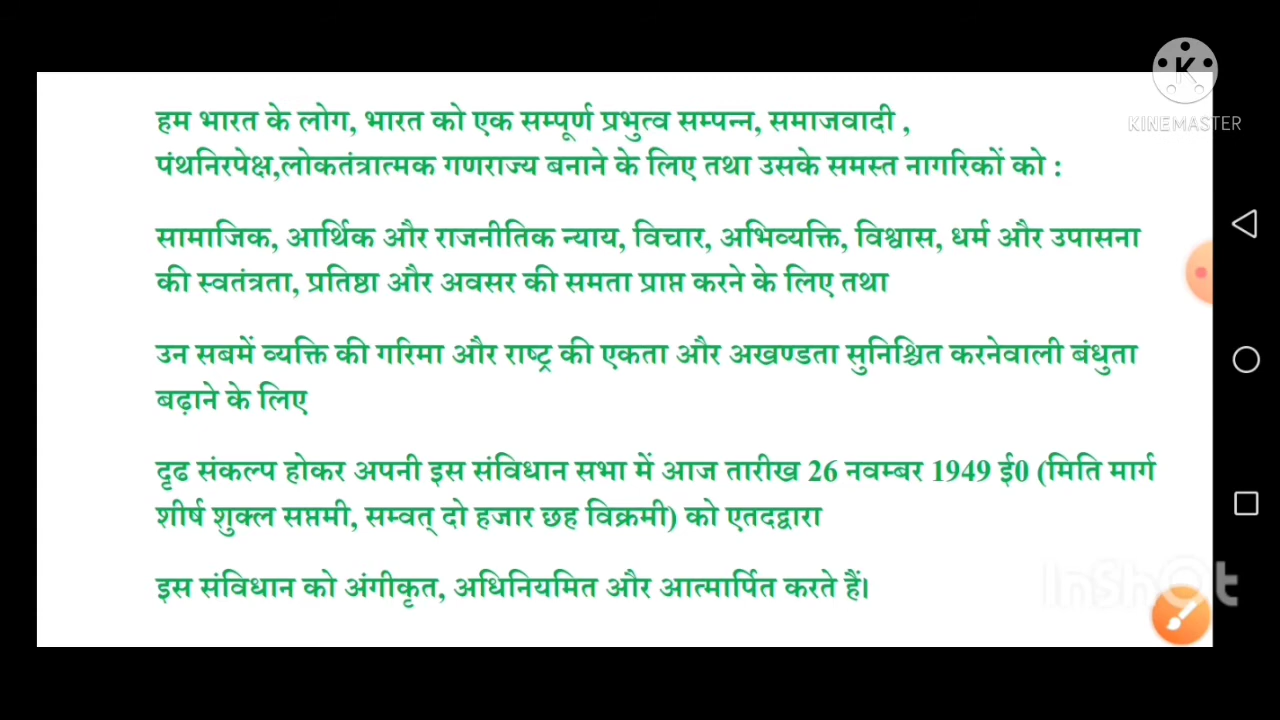 KINEMASTER
हम भारत के लोग, भारत को एक सम्पूर्ण प्रभुत्व सम्पन्न, समाजवादी ,
पंथनिरपेक्ष,लोकतंत्रात्मक गणराज्य बनाने के लिए तथा उसके समस्त नागरिकों को :
सामाजिक, आर्थिक और राजनीतिक न्याय, विचार, अभिव्यक्ति, विश्वास, धर्म और उपासना
की स्वतंत्रता, प्रतिष्ठा और अवसर की समता प्राप्त करने के लिए तथा
उन सबमें व्यक्ति की गरिमा और राष्ट्र की एकता और अखण्डता सुनिश्चित करनेवाली बंधुता
बढ़ाने के लिए
दृढ संकल्प होकर अपनी इस संविधान सभा में आज तारीख 26 नवम्बर 1949 ई0 (मिति मार्ग
शीर्ष शुक्ल सप्तमी, सम्वत् दो हजार छह विक्रमी) को एतदद्वारा
इस संविधान को अंगीकृत, अधिनियमित और आत्मार्पित करते हैं।
InShOt